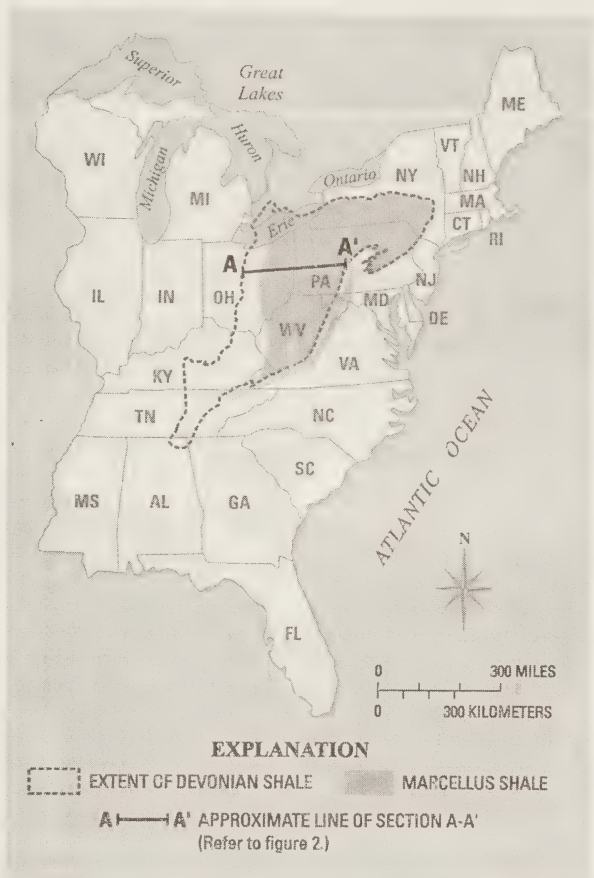 Superior
Great
Lakes
ME
WI
Michigan
Huron
MI
VT
NH
NY
Ontario
MA
CT
RI
Erie
A
A'
IL
IN
OH
PA
NJ
MD
DE
WV
VA
KY
TN
NC
SC
MS
AL
GA
ATLANTIC OCEAN
N
FL
0 300 MILES
0 300 KILOMETERS
EXPLANATION
EXTENT OF DEVONIAN SHALE MARCELLUS SHALE
A A' APPROXIMATE LINE OF SECTION A-A'
(Refer to figure 2.)